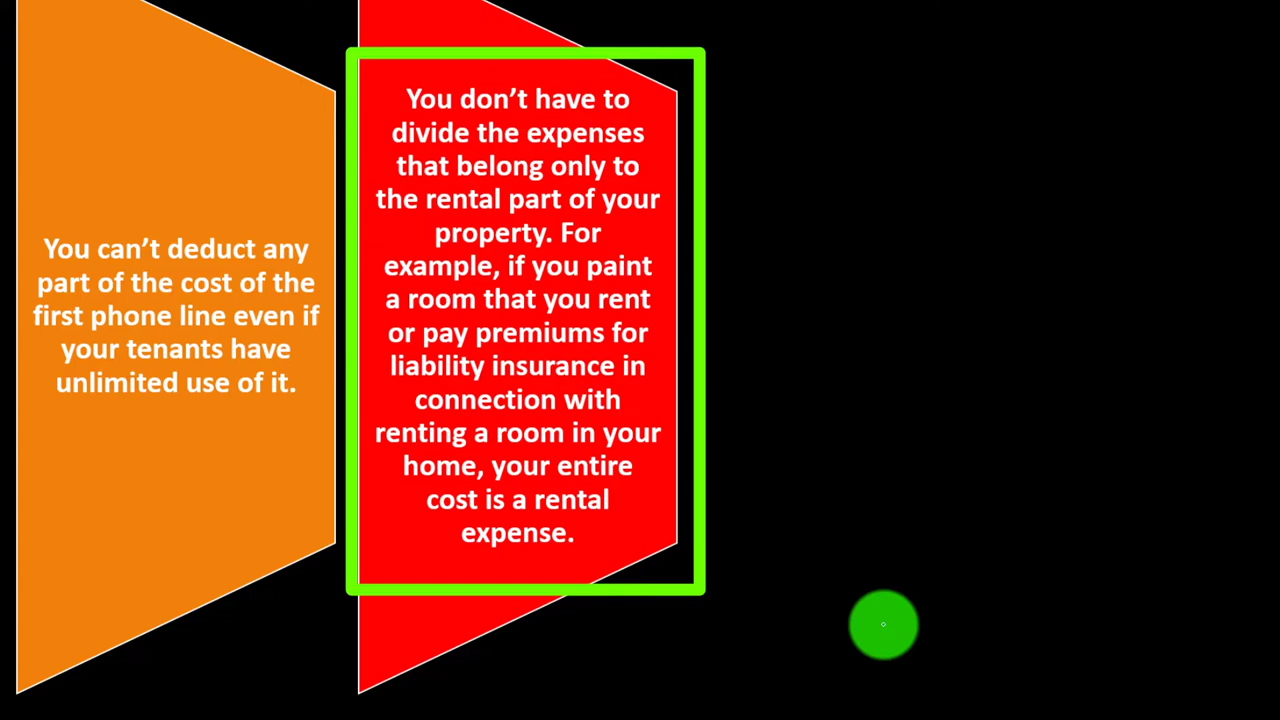 You can’t deduct any
part of the cost of the
first phone line even if
your tenants have
unlimited use of it.
You don’t have to
divide the expenses
that belong only to
the rental part of your
property. For
example, if you paint
a room that you rent
or pay premiums for
liability insurance in
connection with
renting a room in your
home, your entire
cost is a rental
expense.